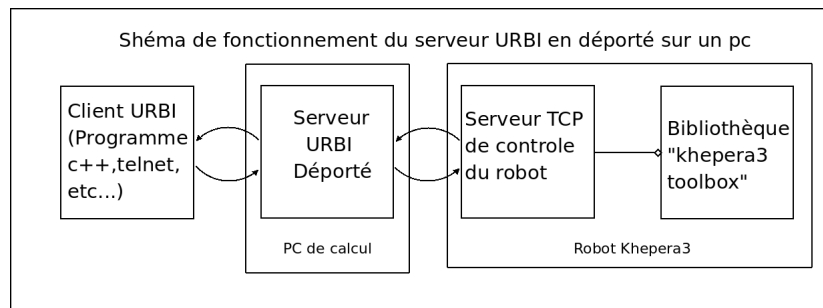 Shéma de fonctionnement du serveur URBI en déporté sur un pc
Client URBI
(Programme
c++,telnet,
etc...)
Serveur
URBI
Déporté
PC de calcul
Serveur TCP
de controle
du robot
Bibliothèque
"khepera3
toolbox"
Robot Khepera3